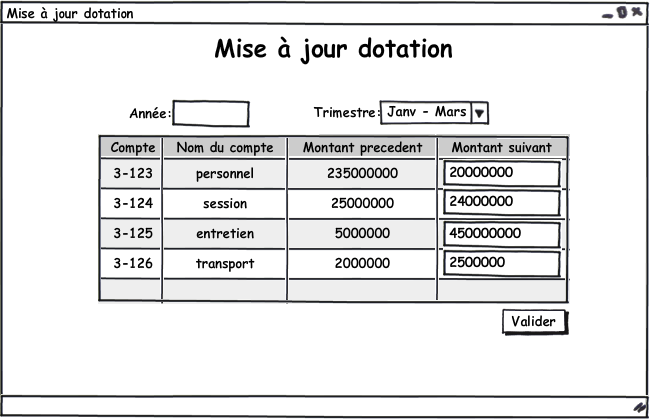 Mise à jour dotation
Mise à jour dotation
Année:
Trimestre: Janv - Mars
Compte Nom du compte Montant precedent Montant suivant
3-123 personnel 235000000 20000000
3-124 session 25000000 24000000
3-125 entretien 5000000 450000000
3-126 transport 2000000 2500000
Valider